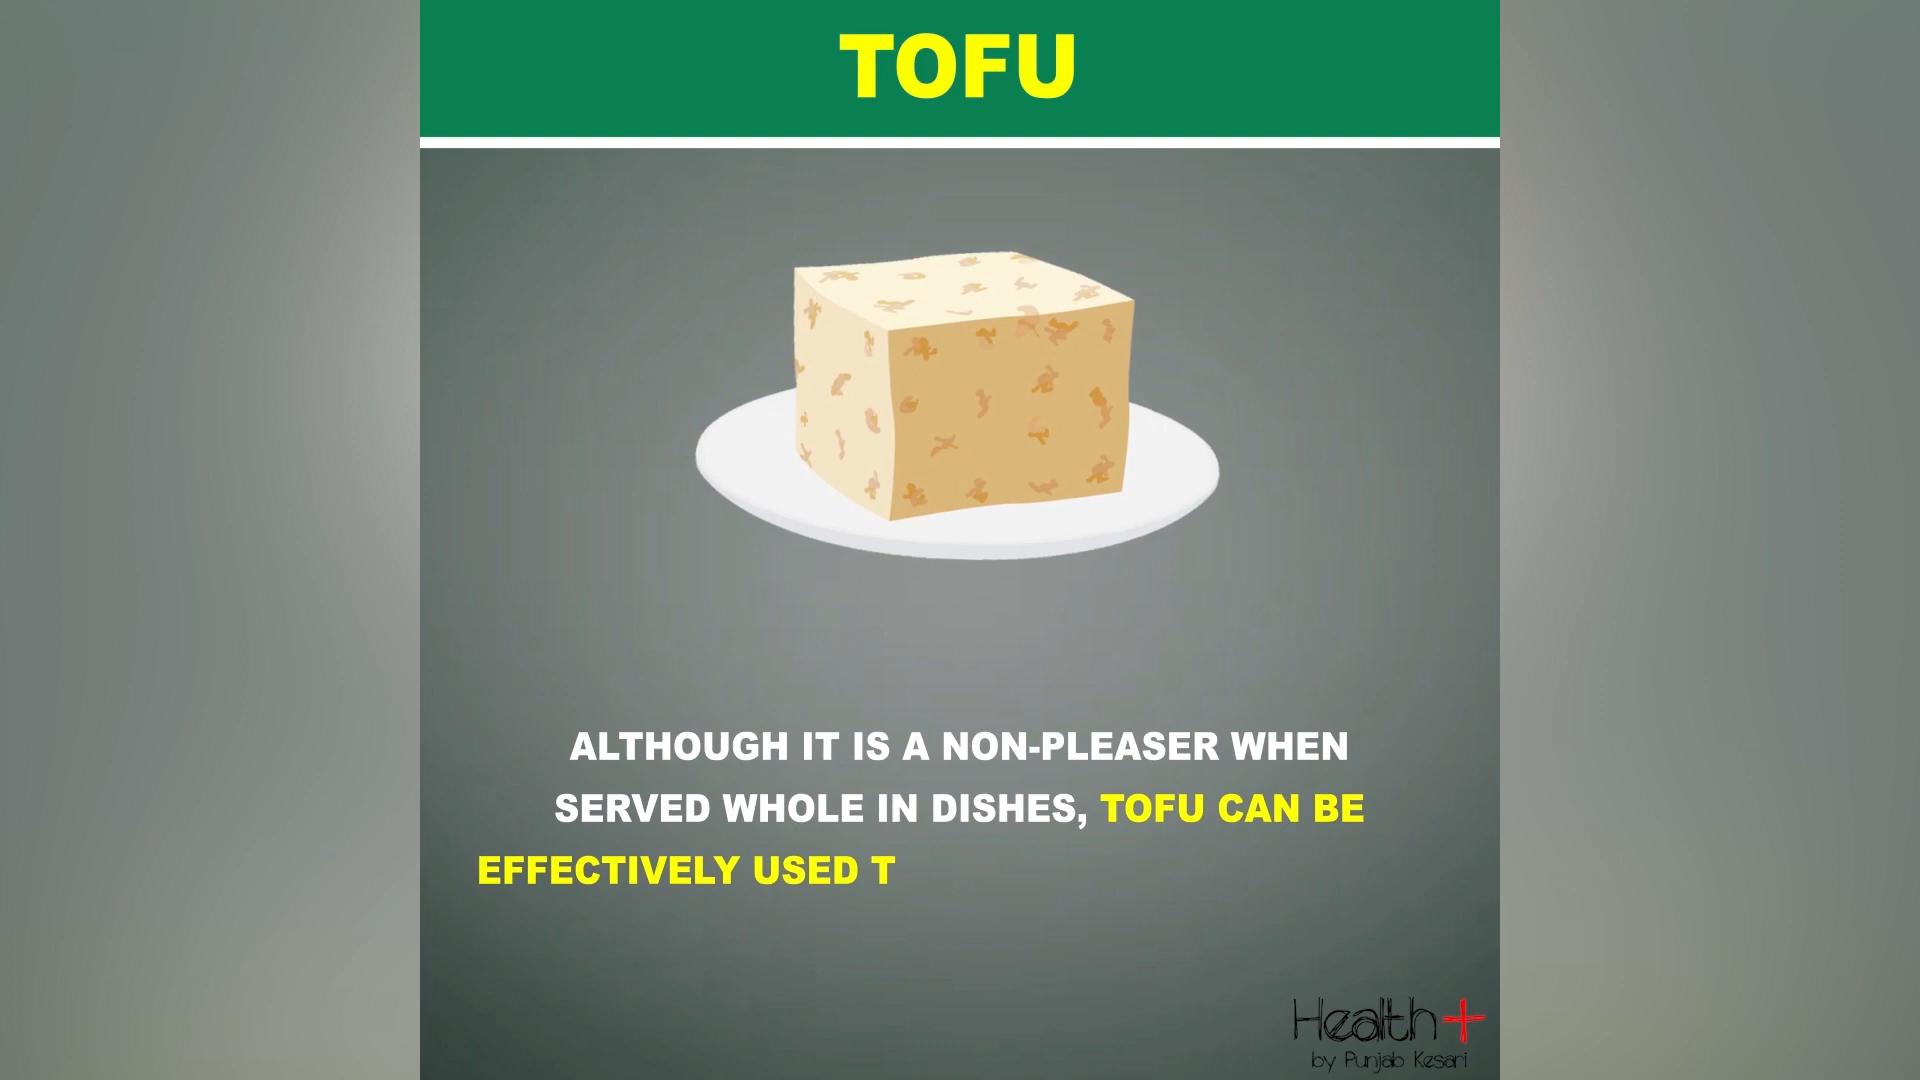 TOFU
ALTHOUGH IT IS A NON-PLEASER WHEN
SERVED WHOLE IN DISHES, TOFU CAN BE
EFFECTIVELY USED T
Health+
by Punjab Kesari